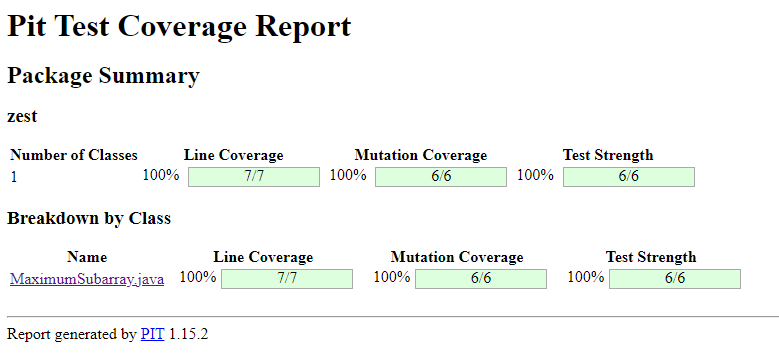 Pit Test Coverage Report
Package Summary
zest
Number of Classes Line Coverage Mutation Coverage Test Strength
1 100% 7/7 100% 6/6 100% 6/6
Breakdown by Class
Name Line Coverage Mutation Coverage Test Strength
MaximumSubarray.java 100% 7/7 100% 6/6 100% 6/6
Report generated by PIT 1.15.2